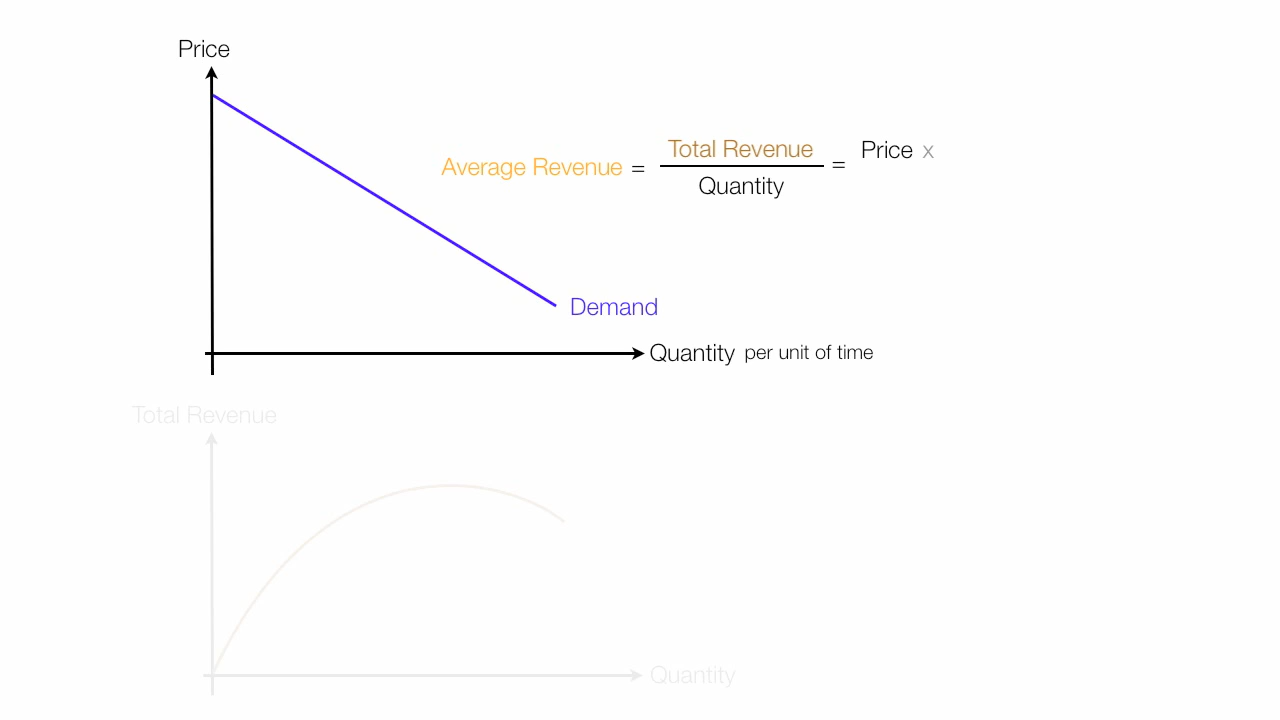 Price
Average Revenue = Total Revenue / Quantity = Price x
Demand
Quantity per unit of time
Total Revenue
Quantity